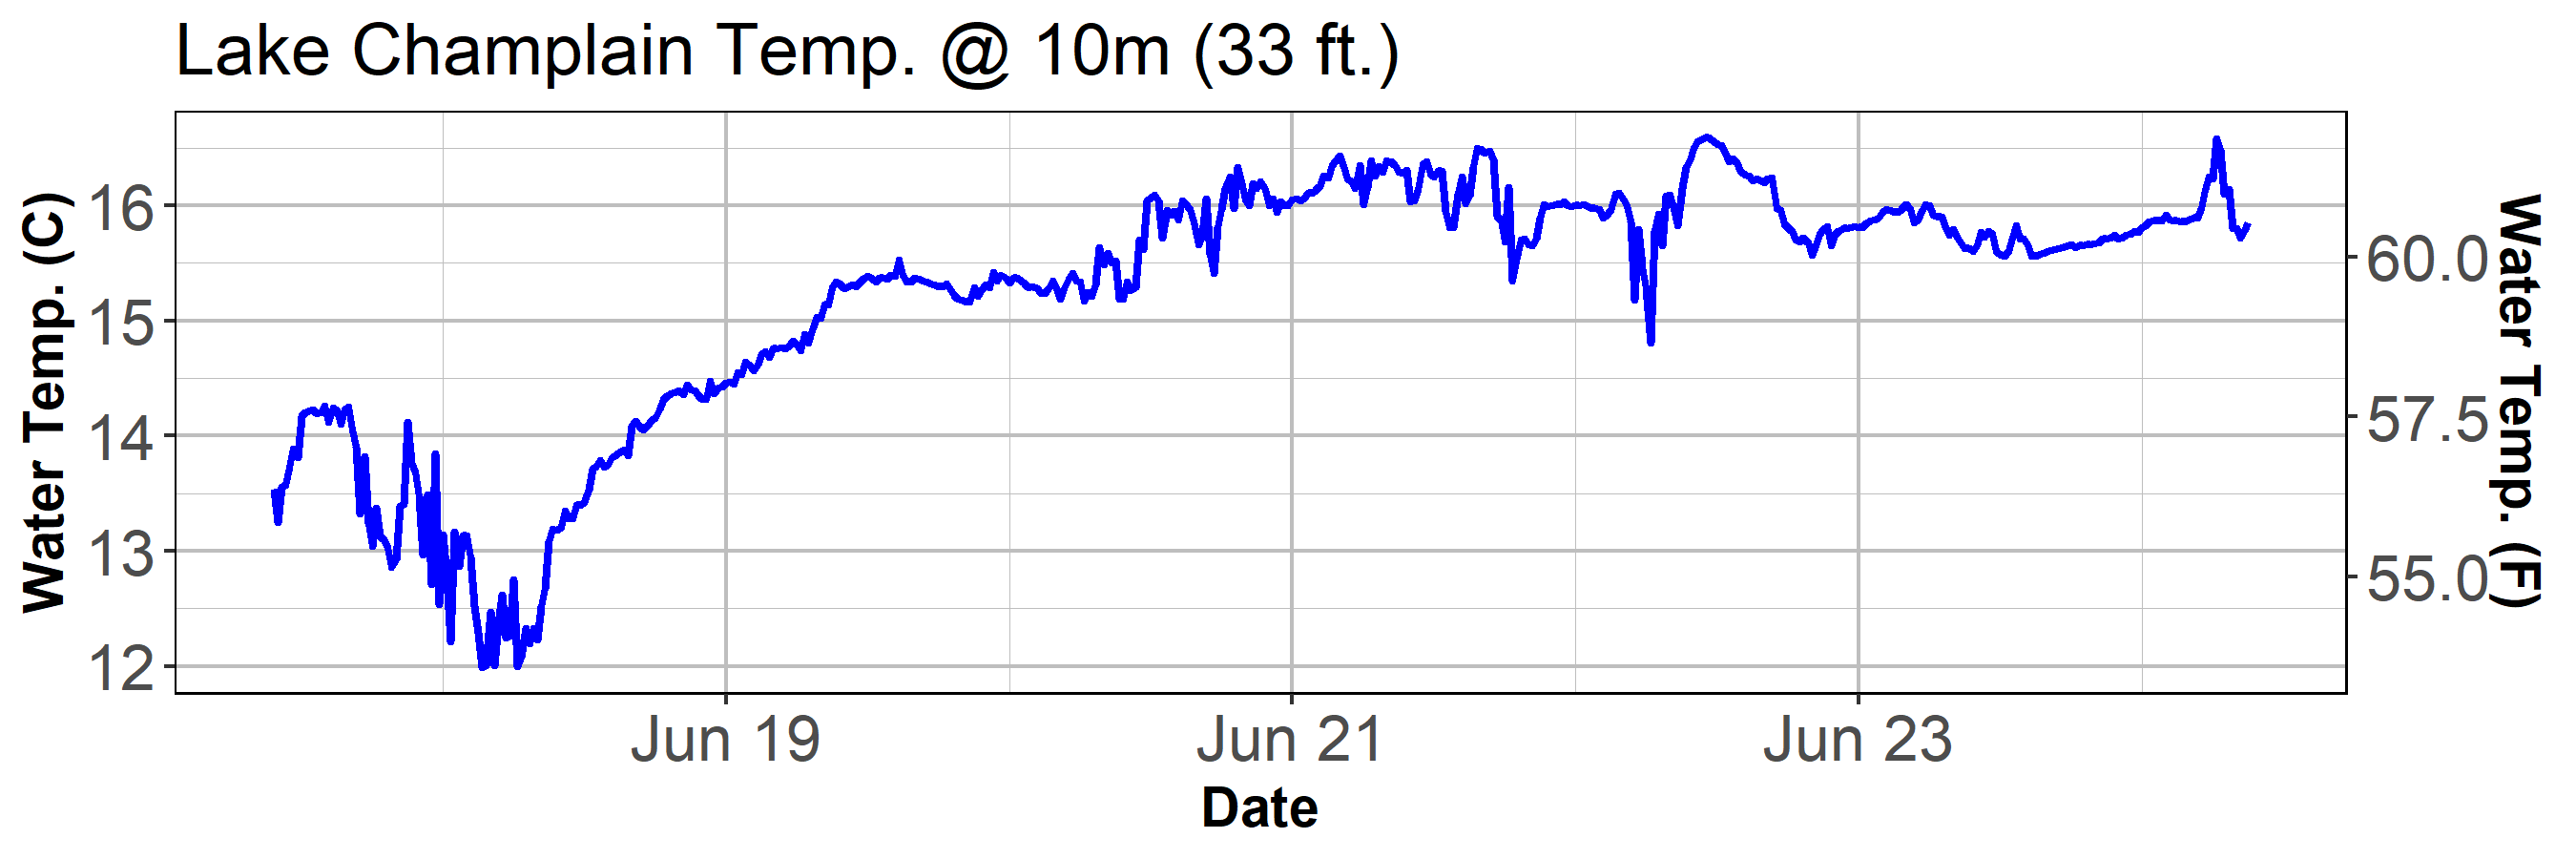 Lake Champlain Temp. @ 10m (33 ft.)
Water Temp. (C)
16
15
14
13
12
60.0
57.5
55.0
Water Temp. (F)
Jun 19
Jun 21
Jun 23
Date